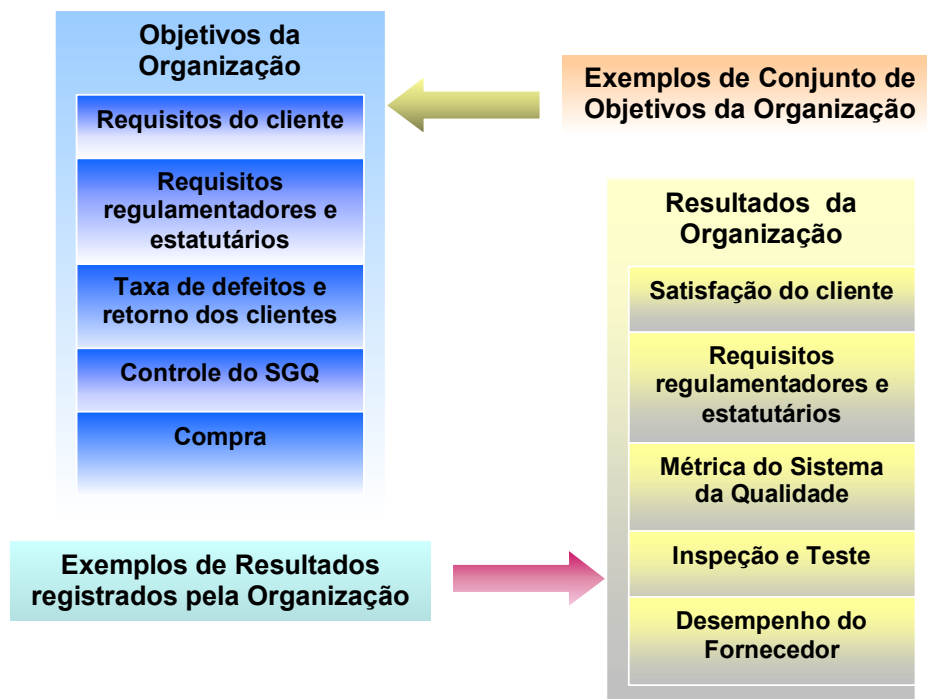 Objetivos da
Organização
Requisitos do cliente
Requisitos
regulamentadores e
estatutários
Taxa de defeitos e
retorno dos clientes
Controle do SGQ
Compra
Exemplos de Conjunto de
Objetivos da Organização
Resultados da
Organização
Satisfação do cliente
Requisitos
regulamentadores e
estatutários
Métrica do Sistema
da Qualidade
Inspeção e Teste
Desempenho do
Fornecedor
Exemplos de Resultados
registrados pela Organização